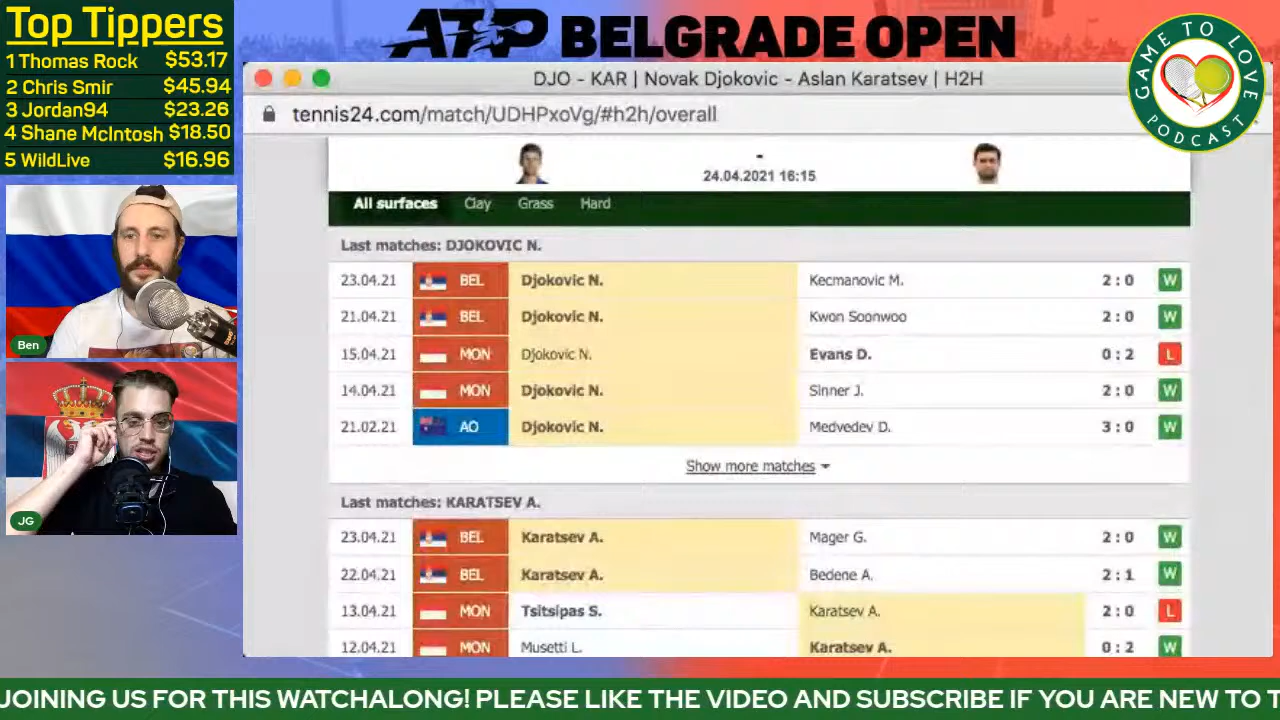 Top Tippers
1 Thomas Rock $53.17
2 Chris Smir $45.94
3 Jordan94 $23.26
4 Shane McIntosh $18.50
5 WildLive $16.96
ATP BELGRADE OPEN
GAME TO LOVE
PODCAST
DJO - KAR | Novak Djokovic - Aslan Karatsev | H2H
tennis24.com/match/UDHPxoVg/#h2h/overall
-
24.04.2021 16:15
All surfaces Clay Grass Hard
Last matches: DJOKOVIC N.
23.04.21 BEL Djokovic N. Kecmanovic M. 2 : 0 W
21.04.21 BEL Djokovic N. Kwon Soonwoo 2 : 0 W
15.04.21 MON Djokovic N. Evans D. 0 : 2 L
14.04.21 MON Djokovic N. Sinner J. 2 : 0 W
21.02.21 AO Djokovic N. Medvedev D. 3 : 0 W
Show more matches
Last matches: KARATSEV A.
23.04.21 BEL Karatsev A. Mager G. 2 : 0 W
22.04.21 BEL Karatsev A. Bedene A. 2 : 1 W
13.04.21 MON Tsitsipas S. Karatsev A. 2 : 0 L
12.04.21 MON Musetti L. Karatsev A. 0 : 2 W
Ben
JG
JOINING US FOR THIS WATCHALONG! PLEASE LIKE THE VIDEO AND SUBSCRIBE IF YOU ARE NEW TO T